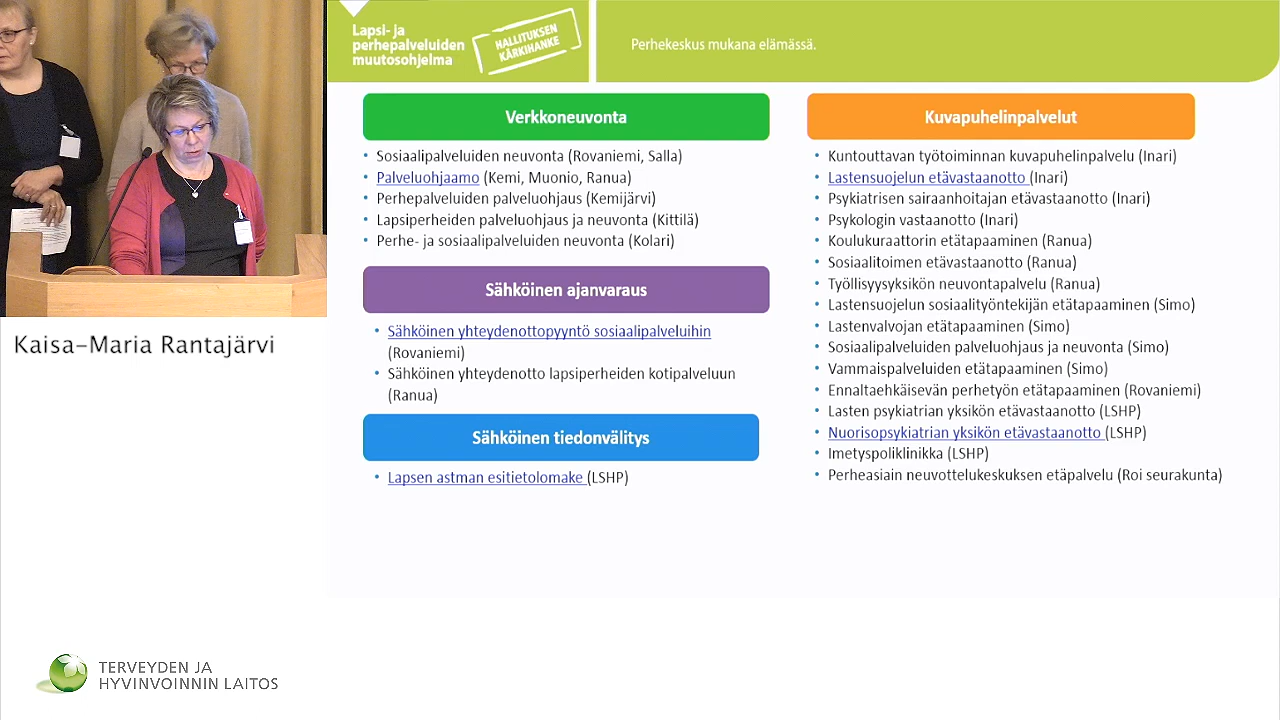 Lapsi- ja
perhepalveluiden
muutosohjelma
HALLITUKSEN
KÄRKIHANKE
Perhekeskus mukana elämässä.
Verkkoneuvonta
• Sosiaalipalveluiden neuvonta (Rovaniemi, Salla)
• Palveluohjaamo (Kemi, Muonio, Ranua)
• Perhepalveluiden palveluohjaus (Kemijärvi)
• Lapsiperheiden palveluohjaus ja neuvonta (Kittilä)
• Perhe- ja sosiaalipalveluiden neuvonta (Kolari)
Sähköinen ajanvaraus
• Sähköinen yhteydenottopyyntö sosiaalipalveluihin
(Rovaniemi)
• Sähköinen yhteydenotto lapsiperheiden kotipalveluun
(Ranua)
Sähköinen tiedonvälitys
• Lapsen astman esitietolomake (LSHP)
Kuvapuhelinpalvelut
• Kuntouttavan työtoiminnan kuvapuhelinpalvelu (Inari)
• Lastensuojelun etävastaanotto (Inari)
• Psykiatrisen sairaanhoitajan etävastaanotto (Inari)
• Psykologin vastaanotto (Inari)
• Koulukuraattorin etätapaaminen (Ranua)
• Sosiaalitoimen etävastaanotto (Ranua)
• Työllisyysyksikön neuvontapalvelu (Ranua)
• Lastensuojelun sosiaalityöntekijän etätapaaminen (Simo)
• Lastenvalvojan etätapaaminen (Simo)
• Sosiaalipalveluiden palveluohjaus ja neuvonta (Simo)
• Vammaispalveluiden etätapaaminen (Simo)
• Ennaltaehkäisevän perhetyön etätapaaminen (Rovaniemi)
• Lasten psykiatrian yksikön etävastaanotto (LSHP)
• Nuorisopsykiatrian yksikön etävastaanotto (LSHP)
• Imetyspoliklinikka (LSHP)
• Perheasiain neuvottelukeskuksen etäpalvelu (Roi seurakunta)
Kaisa-Maria Rantajärvi
TERVEYDEN JA
HYVINVOINNIN LAITOS